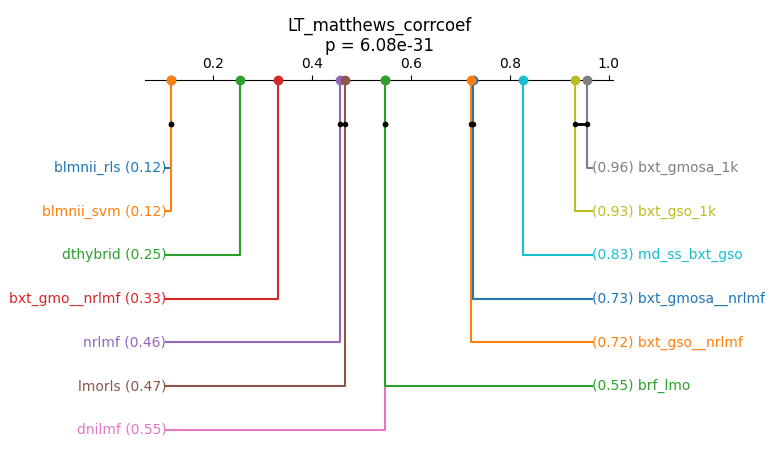 LT_matthews_corrcoef
p = 6.08e-31
0.2 0.4 0.6 0.8 1.0
blmnii_rls (0.12) (0.96) bxt_gmosa_1k
blmnii_svm (0.12) (0.93) bxt_gso_1k
dthybrid (0.25) (0.83) md_ss_bxt_gso
bxt_gmo__nrlmf (0.33) (0.73) bxt_gmosa__nrlmf
nrlmf (0.46) (0.72) bxt_gso__nrlmf
lmorls (0.47) (0.55) brf_lmo
dnilmf (0.55)